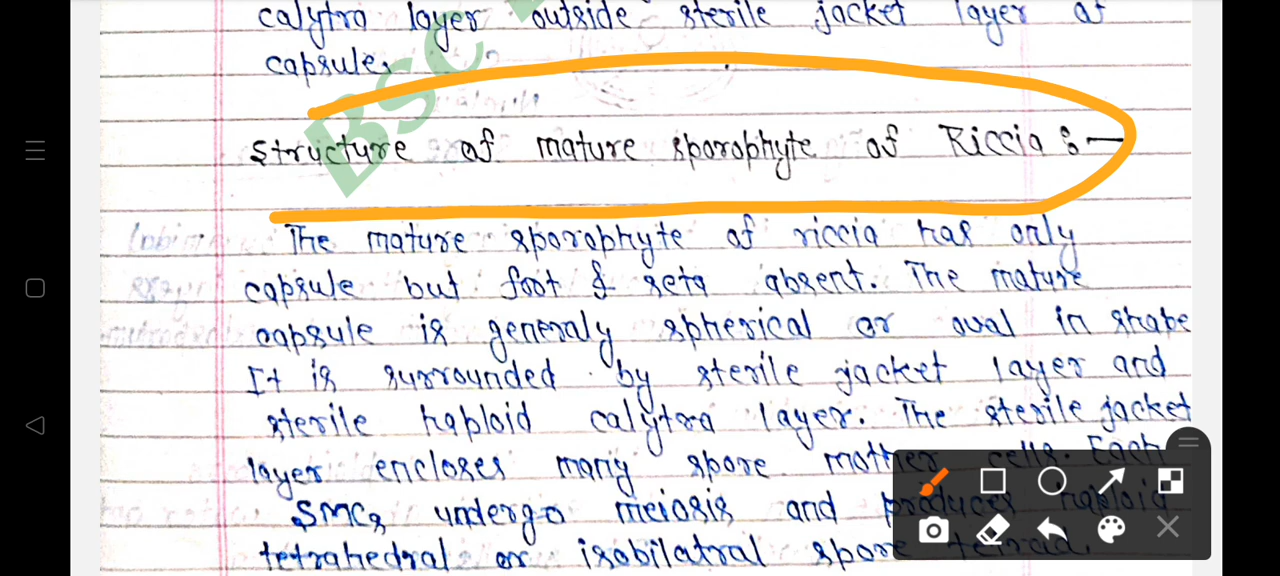 calytra layer outside sterile jacket layer of
capsule,
BSC
structure of mature sporophyte of Riccia :-
The mature sporophyte of riccia has only
capsule but foot & seta absent. The mature
capsule is generaly spherical or oval in shape
It is surrounded by sterile jacket layer and
sterile haploid calytra layer. The sterile jacket
layer encloses many spore mother cells. Each
SMCs undergo meiosis and produces haploid
tetrahedral or isobilatral spore tetrad.